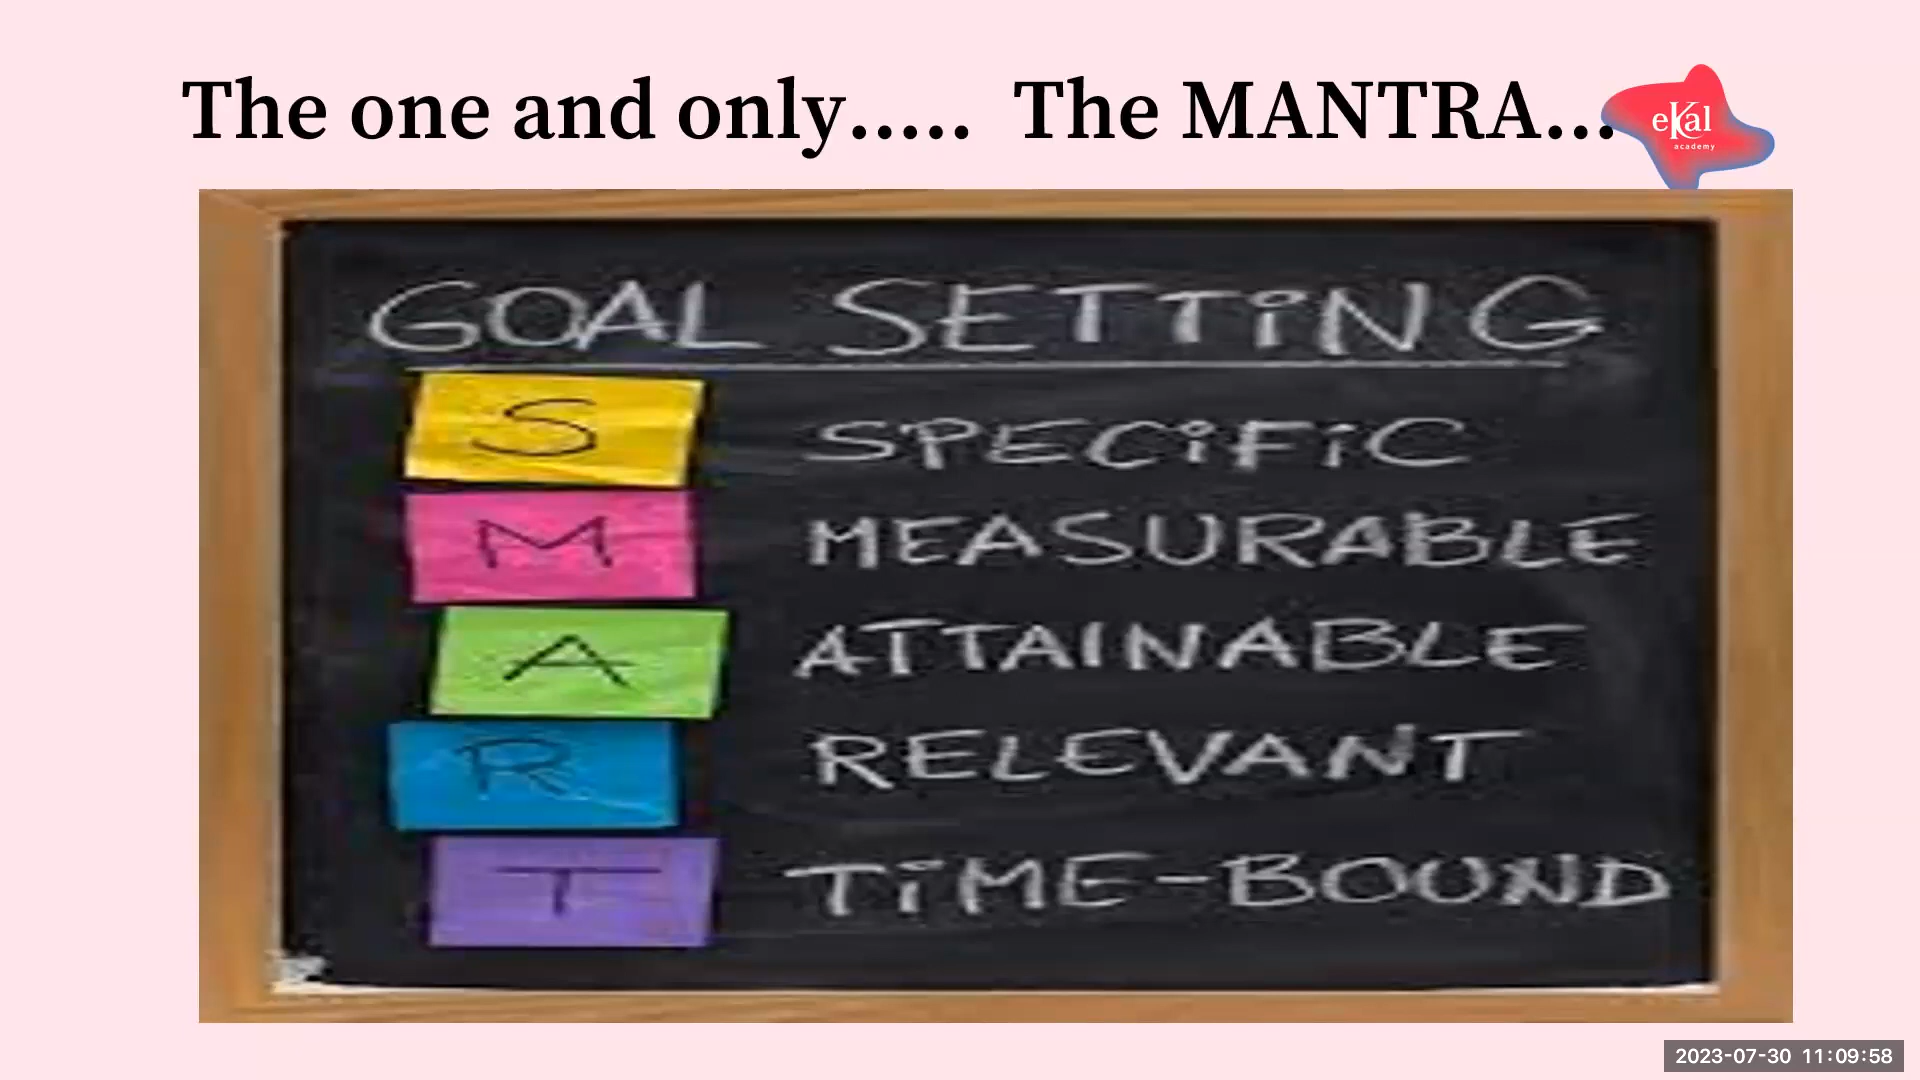 The one and only..... The MANTRA...
eKal
academy
GOAL SETTiNG
S SPECiFiC
M MEASURABLE
A ATTAINABLE
R RELEVANT
T TiME-BOUND
2023-07-30 11:09:58